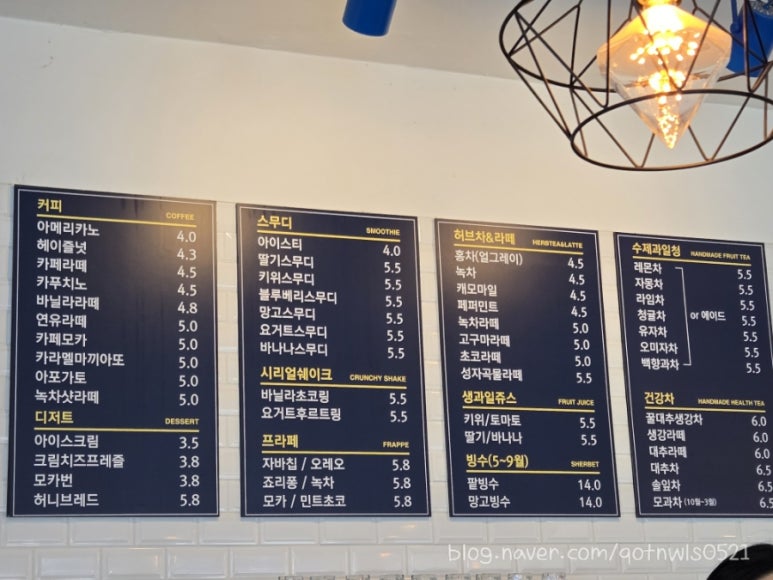 커피 COFFEE
아메리카노 4.0
헤이즐넛 4.3
카페라떼 4.5
카푸치노 4.5
바닐라라떼 4.8
연유라떼 5.0
카페모카 5.0
카라멜마끼아또 5.0
아포가토 5.0
녹차샷라떼 5.0
디저트 DESSERT
아이스크림 3.5
크림치즈프레즐 3.8
모카번 3.8
허니브레드 5.8
스무디 SMOOTHIE
아이스티 4.0
딸기스무디 5.5
키위스무디 5.5
블루베리스무디 5.5
망고스무디 5.5
요거트스무디 5.5
바나나스무디 5.5
시리얼쉐이크 CRUNCHY SHAKE
바닐라초코링 5.5
요거트후르트링 5.5
프라페 FRAPPE
자바칩 / 오레오 5.8
죠리퐁 / 녹차 5.8
모카 / 민트초코 5.8
허브차&라떼 HERBTEA&LATTE
홍차(얼그레이) 4.5
녹차 4.5
캐모마일 4.5
페퍼민트 4.5
녹차라떼 5.0
고구마라떼 5.0
초코라떼 5.0
성자곡물라떼 5.5
생과일쥬스 FRUIT JUICE
키위/토마토 5.5
딸기/바나나 5.5
빙수(5~9월) SHERBET
팥빙수 14.0
망고빙수 14.0
수제과일청 HANDMADE FRUIT TEA
레몬차 5.5
자몽차 5.5
라임차 5.5
청귤차 or 에이드 5.5
유자차 5.5
오미자차 5.5
백향과차 5.5
건강차 HANDMADE HEALTH TEA
꿀대추생강차 6.0
생강라떼 6.0
대추라떼 6.0
대추차 6.5
솔잎차 6.5
모과차 (10월~3월) 6.5
blog.naver.com/qotnwls0521